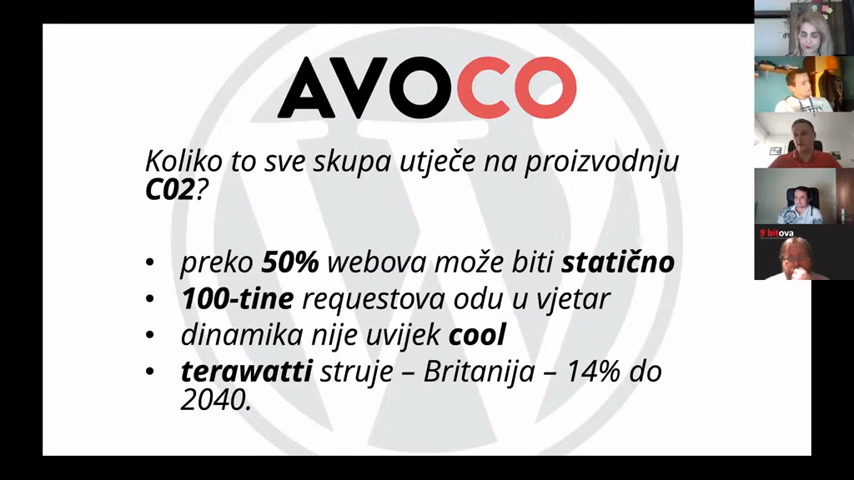 AVOCO
Koliko to sve skupa utječe na proizvodnju
C02?
• preko 50% webova može biti statično
• 100-tine requestova odu u vjetar
• dinamika nije uvijek cool
• terawatti struje – Britanija – 14% do
2040.
9 bitova